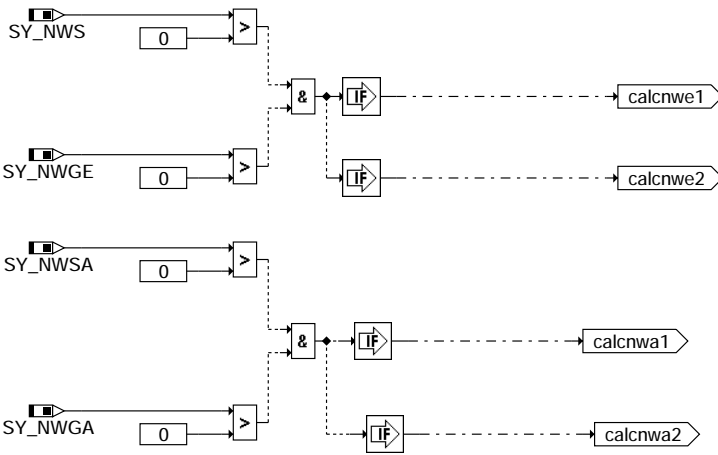 SY_NWS
0
>
&
IF
calcnwe1
SY_NWGE
0
>
IF
calcnwe2
SY_NWSA
0
>
&
IF
calcnwa1
SY_NWGA
0
>
IF
calcnwa2